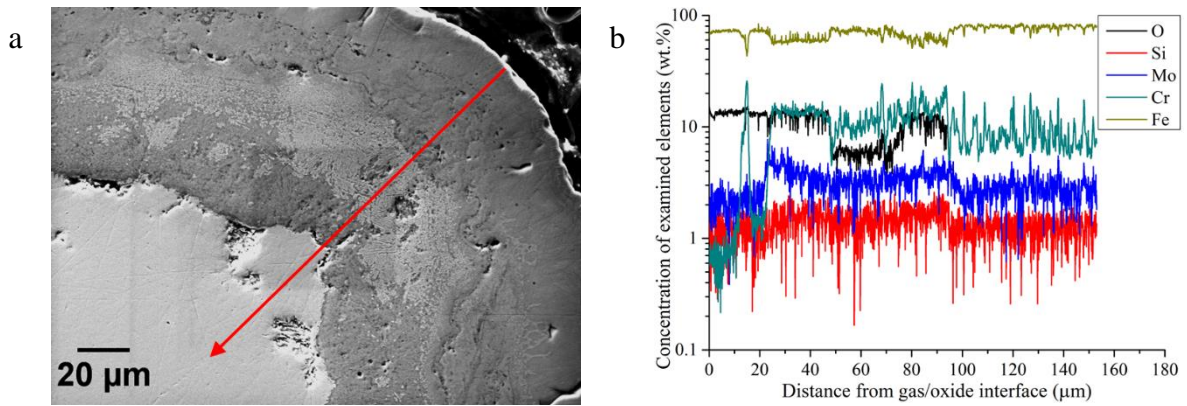 a
20 μm
b
Concentration of examined elements (wt.%)
100
10
1
0.1
O
Si
Mo
Cr
Fe
0 20 40 60 80 100 120 140 160 180
Distance from gas/oxide interface (μm)